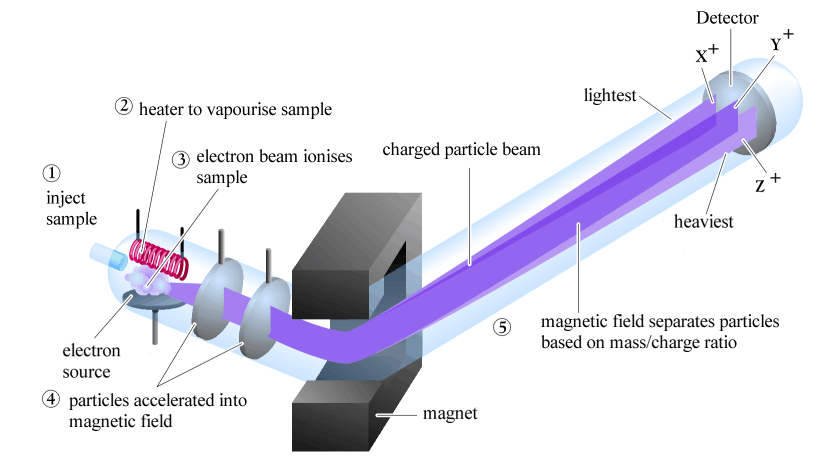 ①
inject
sample
② heater to vapourise sample
③ electron beam ionises
sample
electron
source
④ particles accelerated into
magnetic field
magnet
charged particle beam
⑤
magnetic field separates particles
based on mass/charge ratio
lightest
heaviest
Detector
X+
Y+
Z+